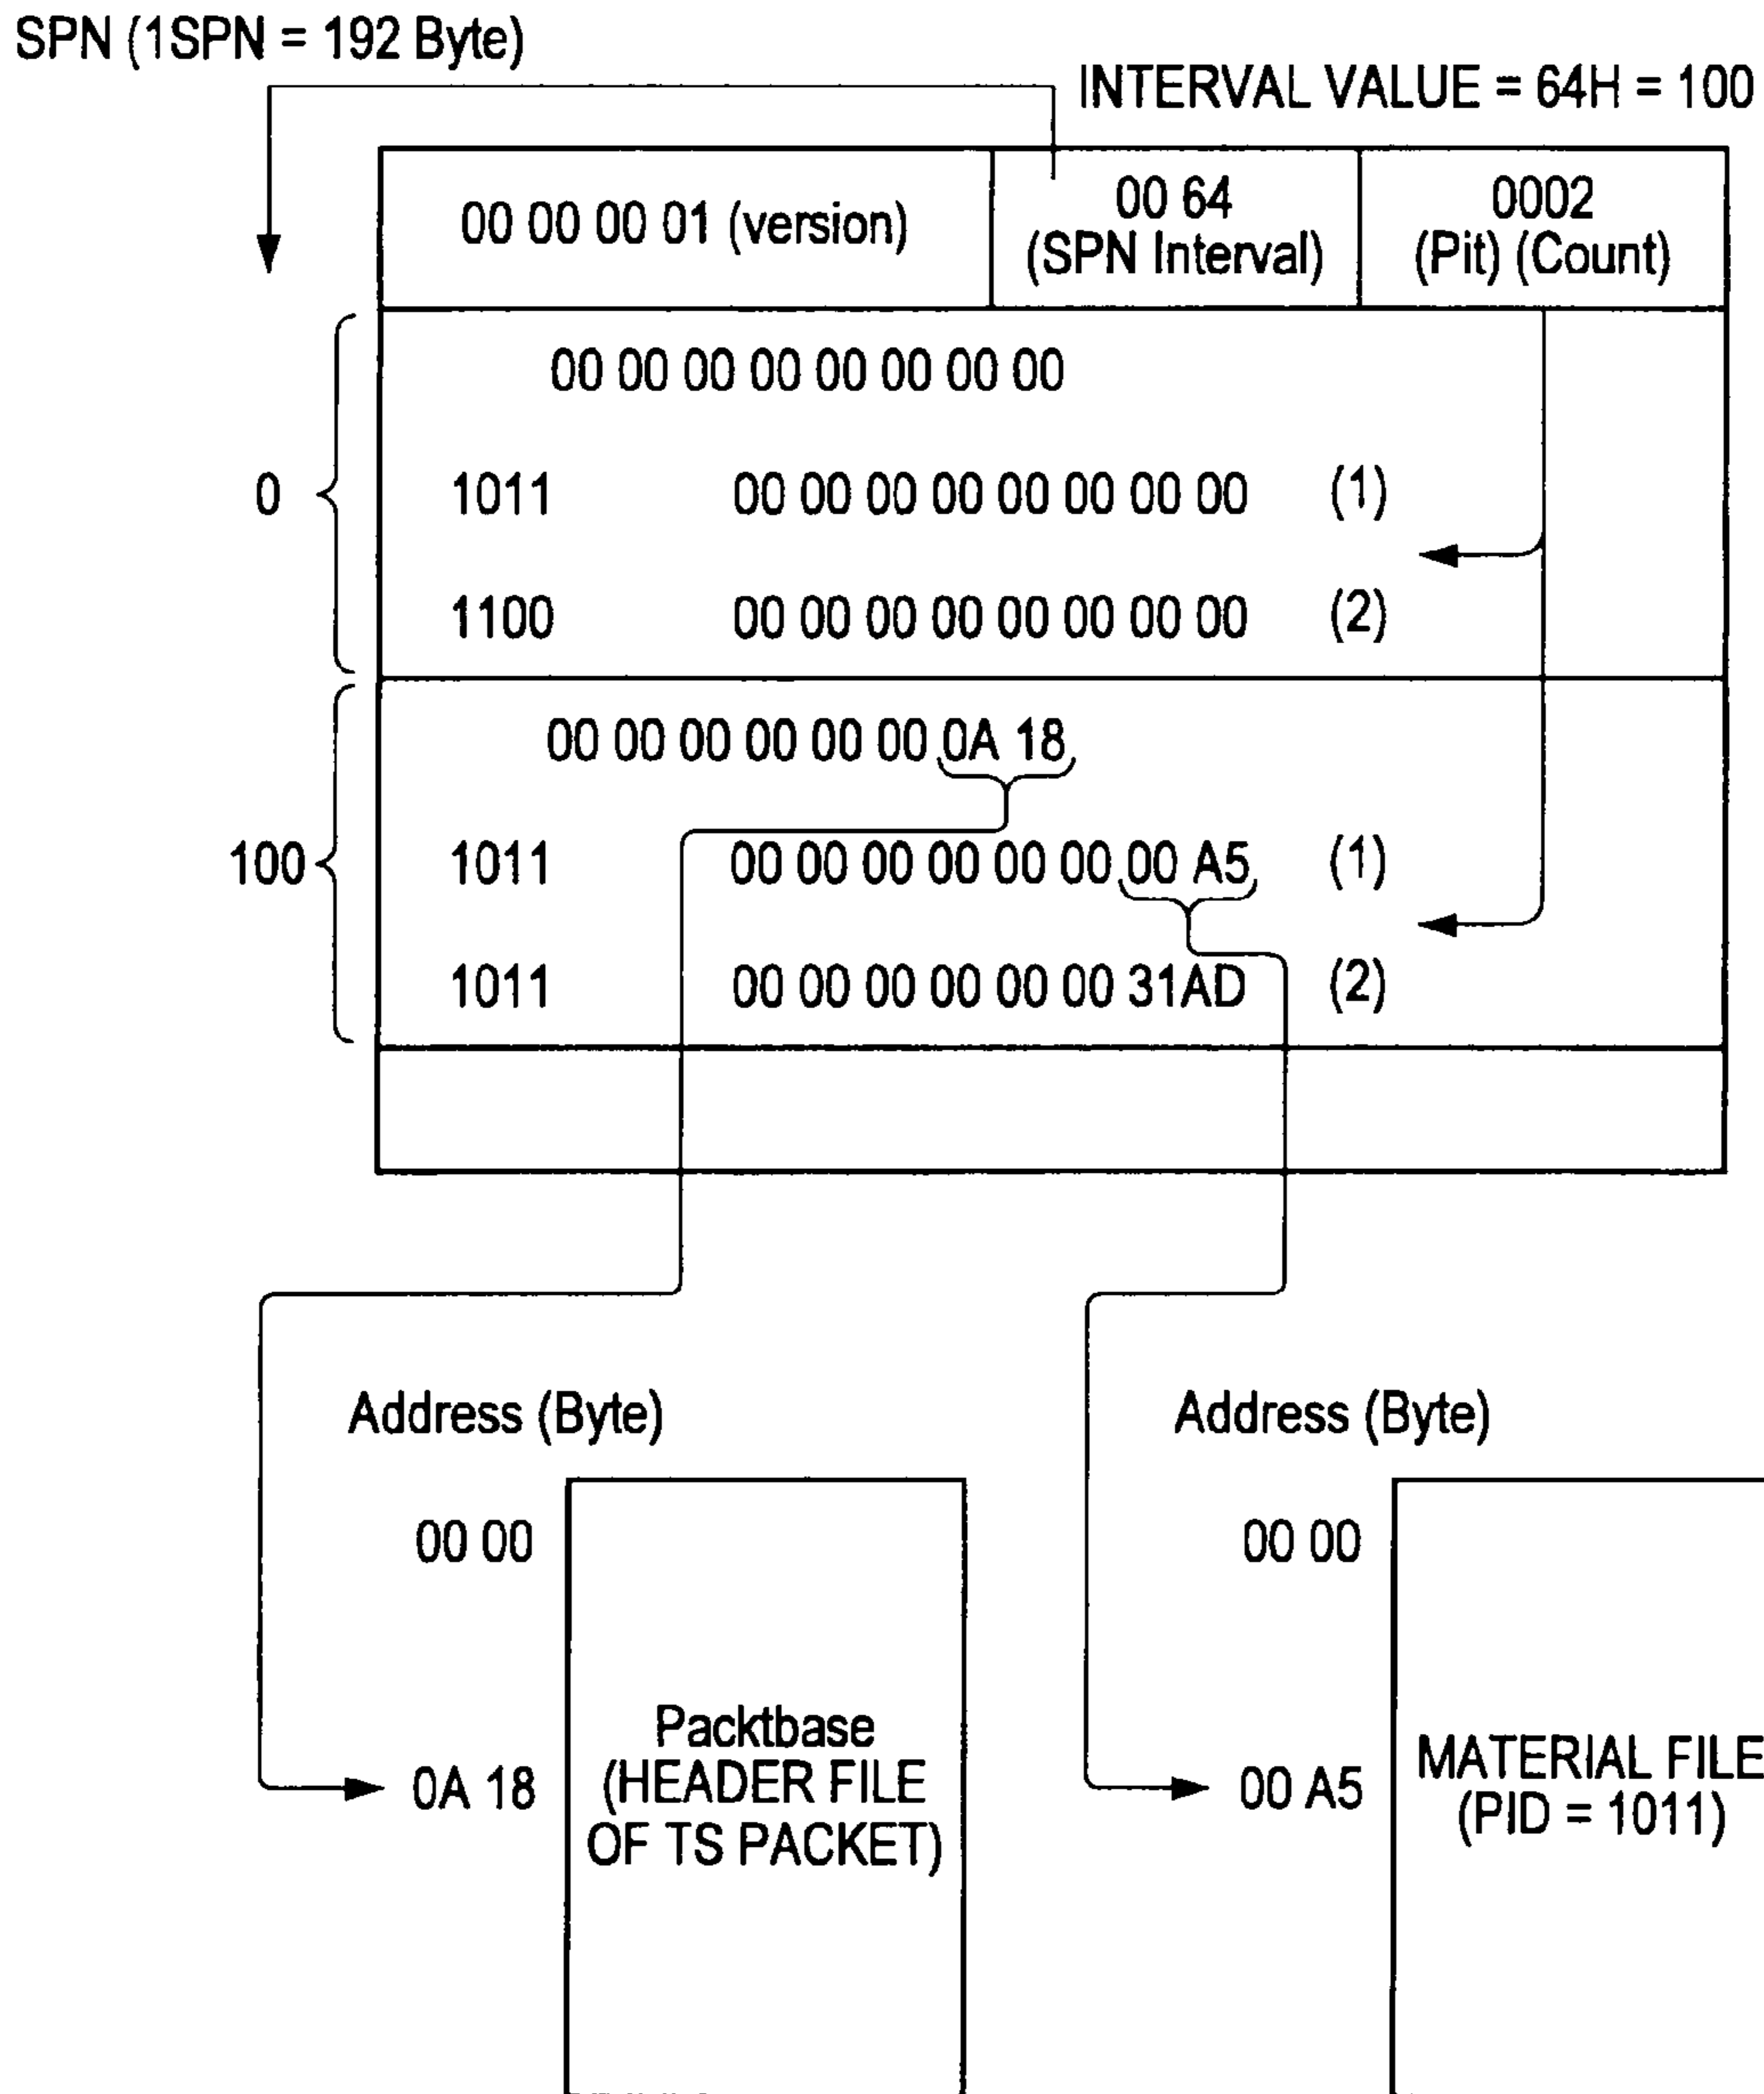 SPN (1SPN = 192 Byte)
INTERVAL VALUE = 64H = 100
00 00 00 01 (version)
00 64
(SPN Interval)
0002
(Pit) (Count)
00 00 00 00 00 00 00 00
0
1011 00 00 00 00 00 00 00 00 (1)
1100 00 00 00 00 00 00 00 00 (2)
00 00 00 00 00 00 0A 18
100
1011 00 00 00 00 00 00 00 A5 (1)
1011 00 00 00 00 00 00 31AD (2)
Address (Byte)
00 00
0A 18
Packtbase
(HEADER FILE
OF TS PACKET)
Address (Byte)
00 00
00 A5
MATERIAL FILE
(PID = 1011)